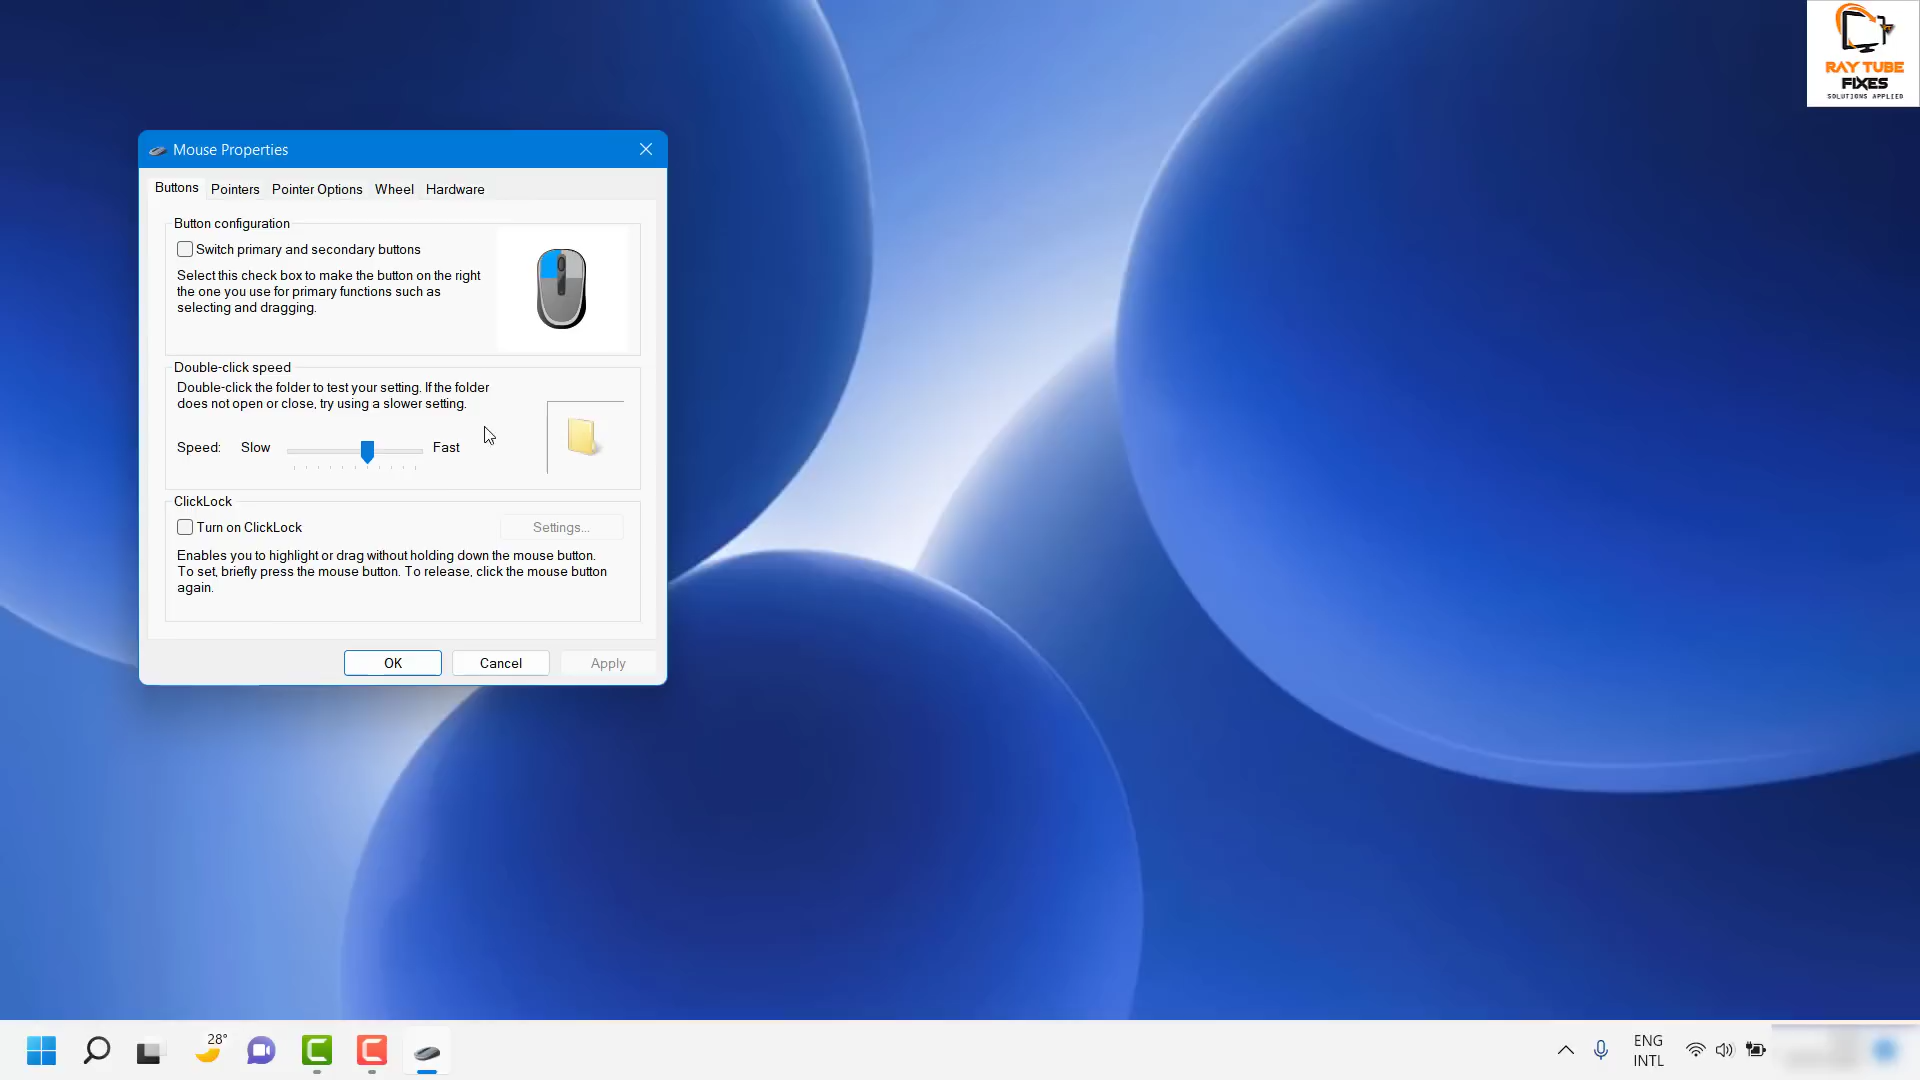 RAY TUBE
FIXES
SOLUTIONS APPLIED
Mouse Properties
Buttons Pointers Pointer Options Wheel Hardware
Button configuration
Switch primary and secondary buttons
Select this check box to make the button on the right
the one you use for primary functions such as
selecting and dragging.
Double-click speed
Double-click the folder to test your setting. If the folder
does not open or close, try using a slower setting.
Speed: Slow Fast
ClickLock
Turn on ClickLock Settings...
Enables you to highlight or drag without holding down the mouse button.
To set, briefly press the mouse button. To release, click the mouse button
again.
OK Cancel Apply
28°
ENG
INTL